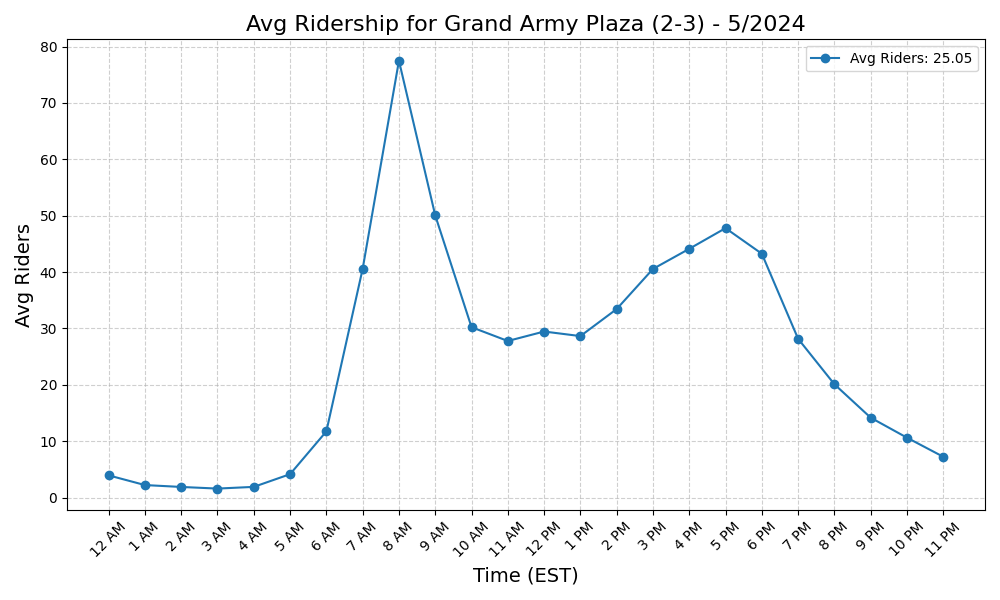 Avg Ridership for Grand Army Plaza (2-3) - 5/2024
Avg Riders: 25.05
Avg Riders
80
70
60
50
40
30
20
10
0
12 AM
1 AM
2 AM
3 AM
4 AM
5 AM
6 AM
7 AM
8 AM
9 AM
10 AM
11 AM
12 PM
1 PM
2 PM
3 PM
4 PM
5 PM
6 PM
7 PM
8 PM
9 PM
10 PM
11 PM
Time (EST)